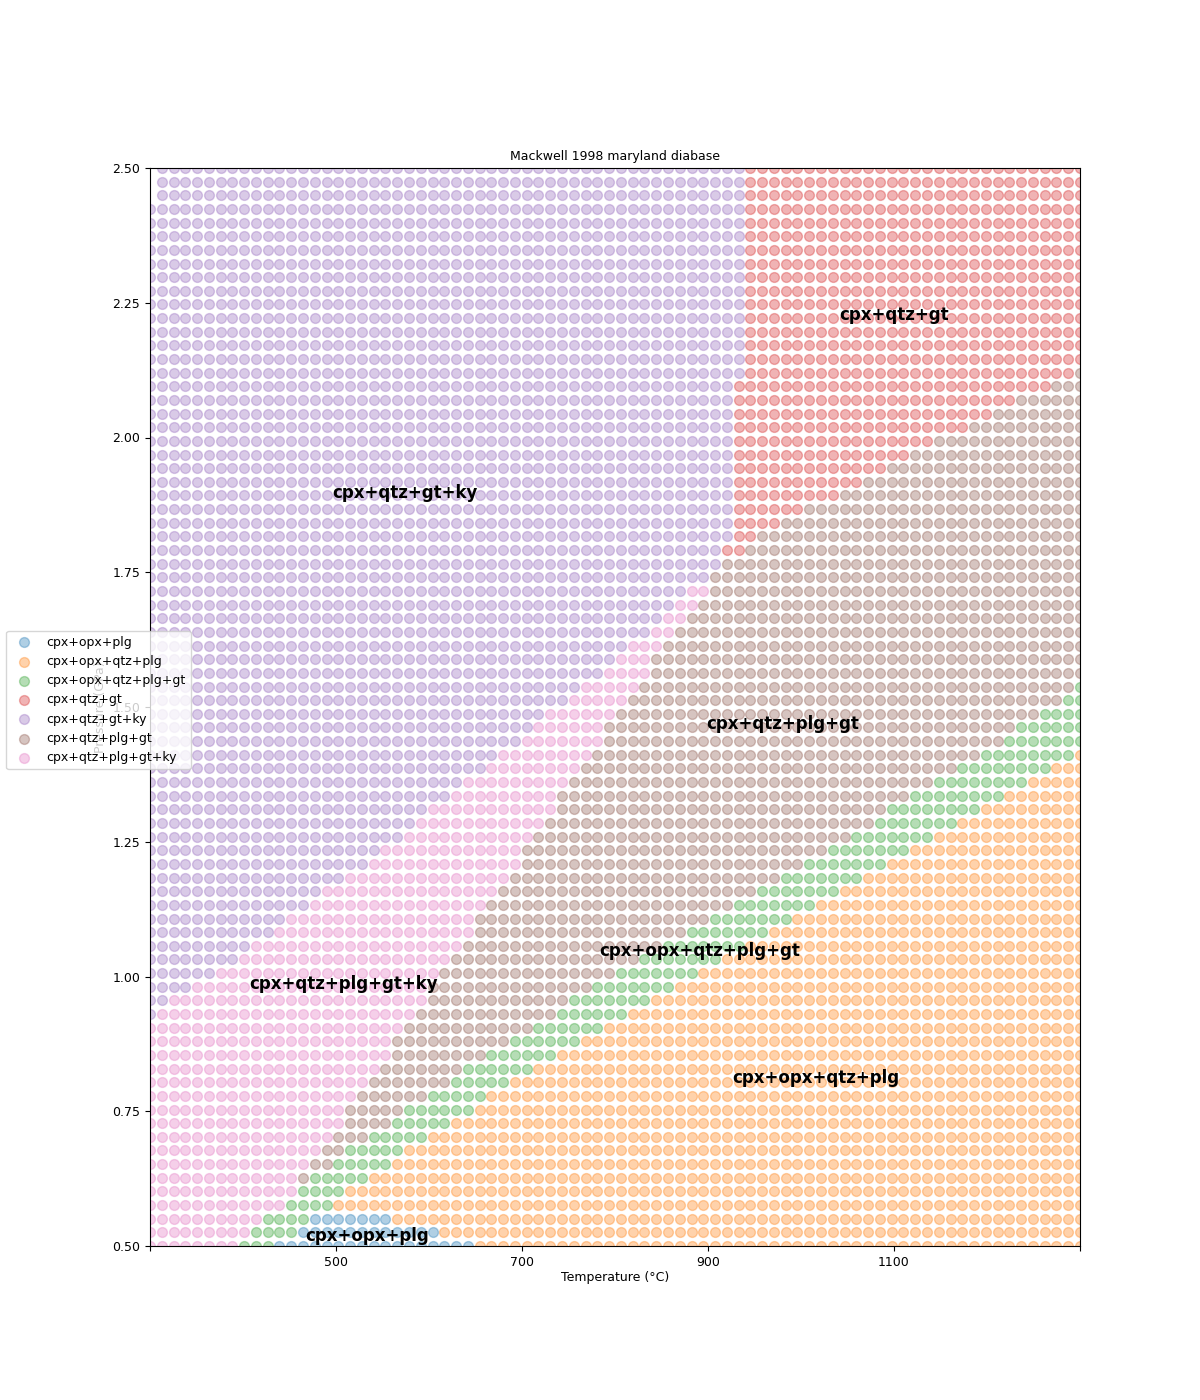 Mackwell 1998 maryland diabase
2.50
2.25
cpx+qtz+gt
2.00
cpx+qtz+gt+ky
1.75
cpx+opx+plg
cpx+opx+qtz+plg
cpx+opx+qtz+plg+gt
cpx+qtz+gt
1.50
cpx+qtz+gt+ky
cpx+qtz+plg+gt
cpx+qtz+plg+gt
cpx+qtz+plg+gt+ky
1.25
cpx+opx+qtz+plg+gt
1.00
cpx+qtz+plg+gt+ky
cpx+opx+qtz+plg
0.75
cpx+opx+plg
0.50
500 700 900 1100
Temperature (°C)